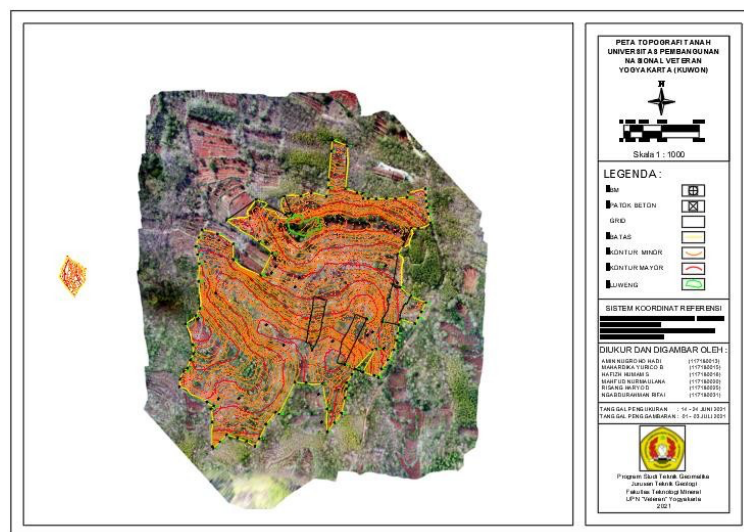 PETA TOPOGRAFI TANAH
UNIVERSITAS PEMBANGUNAN
NASIONAL VETERAN
YOGYAKARTA (KUWON)
N
Skala 1 : 1000
LEGENDA :
BM
PATOK BETON
GRID
BATAS
KONTUR MINOR
KONTUR MAYOR
LUWENG
SISTEM KOORDINAT REFERENSI
DIUKUR DAN DIGAMBAR OLEH :
AMIN NUGROHO HADI
MAHARDIKA YURICO B
HAFIZH HUMAM S
MAHFUD NURMAULANA
RISANG HARYO D
NGABDURAHMAN RIFAI
TANGGAL PENGUKURAN : 14 - 24 JUNI 2021
TANGGAL PENGGAMBARAN : 01 - 03 JULI 2021
Program Studi Teknik Geomatika
Jurusan Teknik Geologi
Fakultas Teknologi Mineral
UPN "Veteran" Yogyakarta
2021